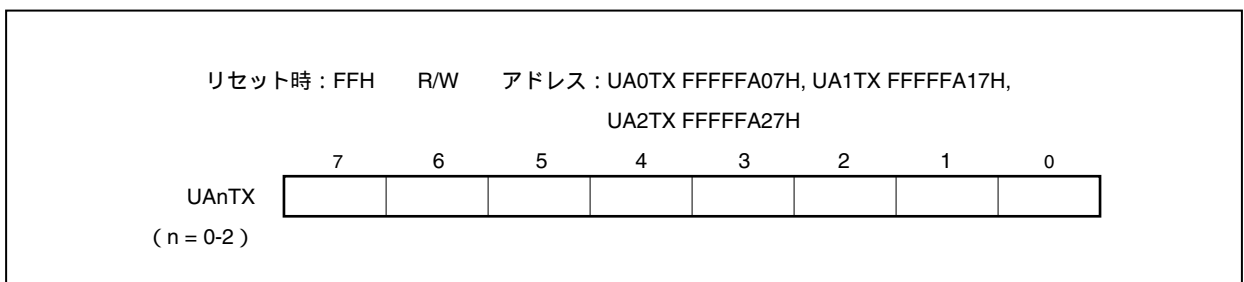 リセット時：FFH R/W アドレス：UA0TX FFFFFA07H, UA1TX FFFFFA17H,
UA2TX FFFFFA27H
7 6 5 4 3 2 1 0
UAnTX
（n = 0-2）